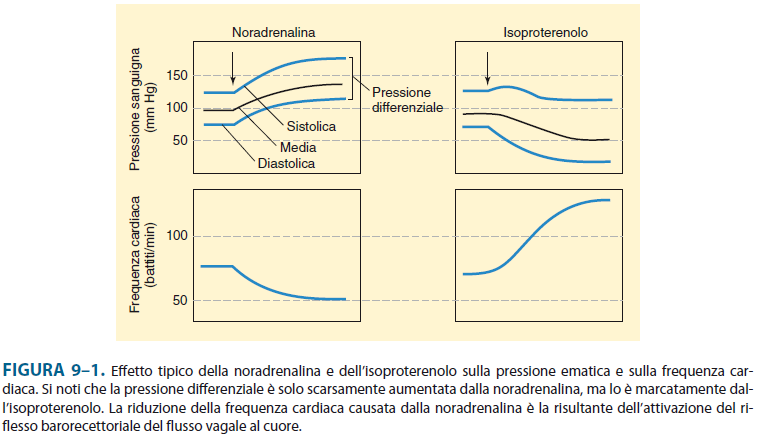 Noradrenalina
Isoproterenolo
Pressione sanguigna
(mm Hg)
150
100
50
Pressione
differenziale
Sistolica
Media
Diastolica
Frequenza cardiaca
(battiti/min)
100
50
FIGURA 9–1. Effetto tipico della noradrenalina e dell’isoproterenolo sulla pressione ematica e sulla frequenza car-
diaca. Si noti che la pressione differenziale è solo scarsamente aumentata dalla noradrenalina, ma lo è marcatamente dal-
l’isoproterenolo. La riduzione della frequenza cardiaca causata dalla noradrenalina è la risultante dell’attivazione del ri-
flesso barorecettoriale del flusso vagale al cuore.